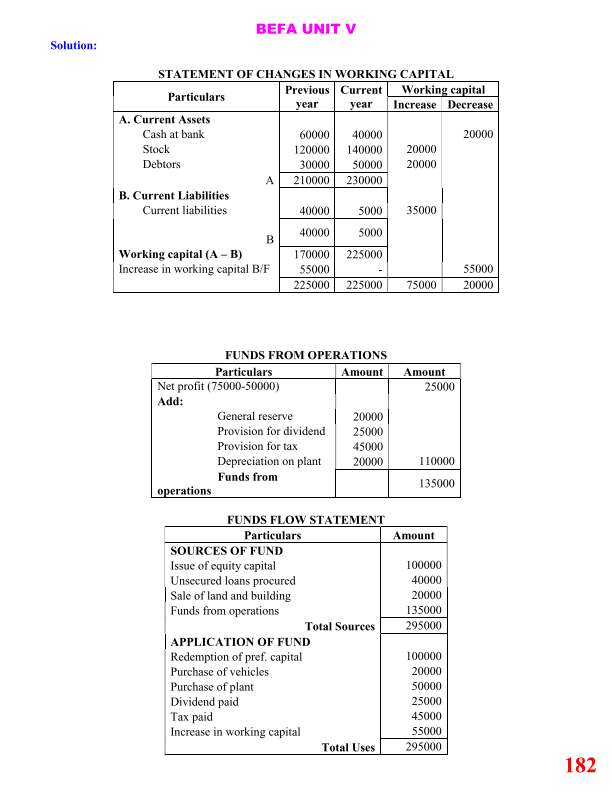 BEFA UNIT V
Solution:
STATEMENT OF CHANGES IN WORKING CAPITAL
Particulars Previous year Current year Working capital
Increase Decrease
A. Current Assets
Cash at bank 60000 40000 20000
Stock 120000 140000 20000
Debtors 30000 50000 20000
A 210000 230000
B. Current Liabilities
Current liabilities 40000 5000 35000
B 40000 5000
Working capital (A – B) 170000 225000
Increase in working capital B/F 55000 - 55000
225000 225000 75000 20000
FUNDS FROM OPERATIONS
Particulars Amount Amount
Net profit (75000-50000) 25000
Add:
General reserve 20000
Provision for dividend 25000
Provision for tax 45000
Depreciation on plant 20000 110000
Funds from
operations 135000
FUNDS FLOW STATEMENT
Particulars Amount
SOURCES OF FUND
Issue of equity capital 100000
Unsecured loans procured 40000
Sale of land and building 20000
Funds from operations 135000
Total Sources 295000
APPLICATION OF FUND
Redemption of pref. capital 100000
Purchase of vehicles 20000
Purchase of plant 50000
Dividend paid 25000
Tax paid 45000
Increase in working capital 55000
Total Uses 295000
182